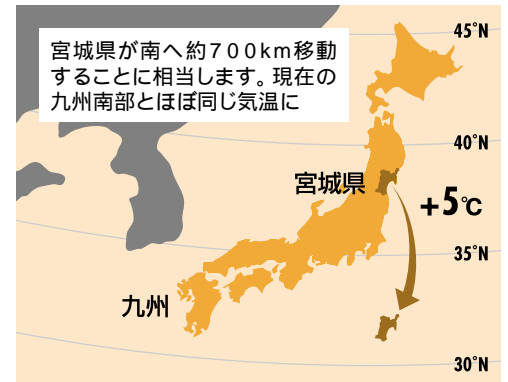 宮城県が南へ約700km移動
することに相当します。現在の
九州南部とほぼ同じ気温に
45°N
40°N
宮城県
+5℃
35°N
九州
30°N